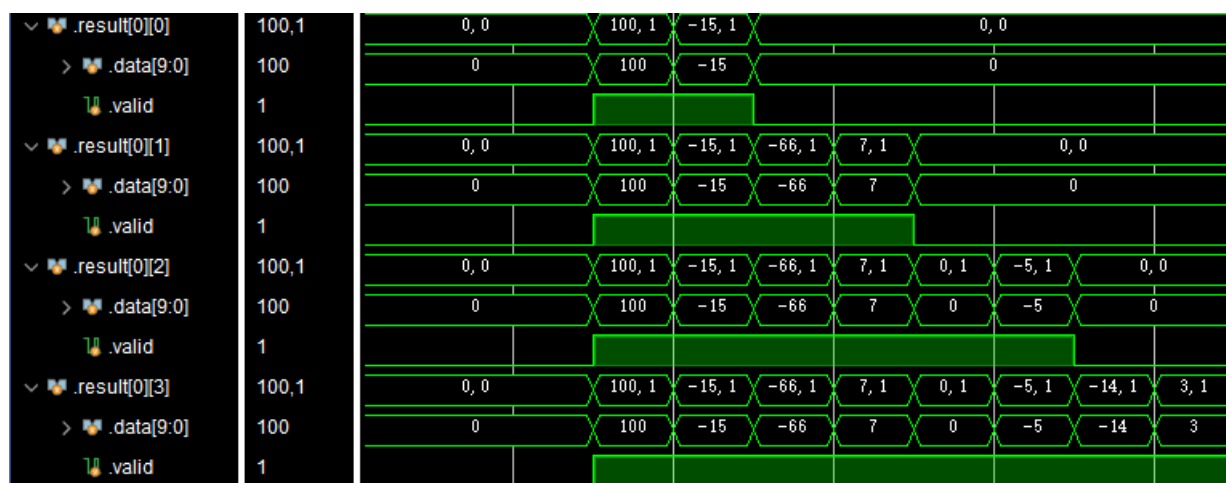 .result[0][0] 100,1 0, 0 100, 1 -15, 1 0, 0
.data[9:0] 100 0 100 -15 0
.valid 1
.result[0][1] 100,1 0, 0 100, 1 -15, 1 -66, 1 7, 1 0, 0
.data[9:0] 100 0 100 -15 -66 7 0
.valid 1
.result[0][2] 100,1 0, 0 100, 1 -15, 1 -66, 1 7, 1 0, 1 -5, 1 0, 0
.data[9:0] 100 0 100 -15 -66 7 0 -5 0
.valid 1
.result[0][3] 100,1 0, 0 100, 1 -15, 1 -66, 1 7, 1 0, 1 -5, 1 -14, 1 3, 1
.data[9:0] 100 0 100 -15 -66 7 0 -5 -14 3
.valid 1